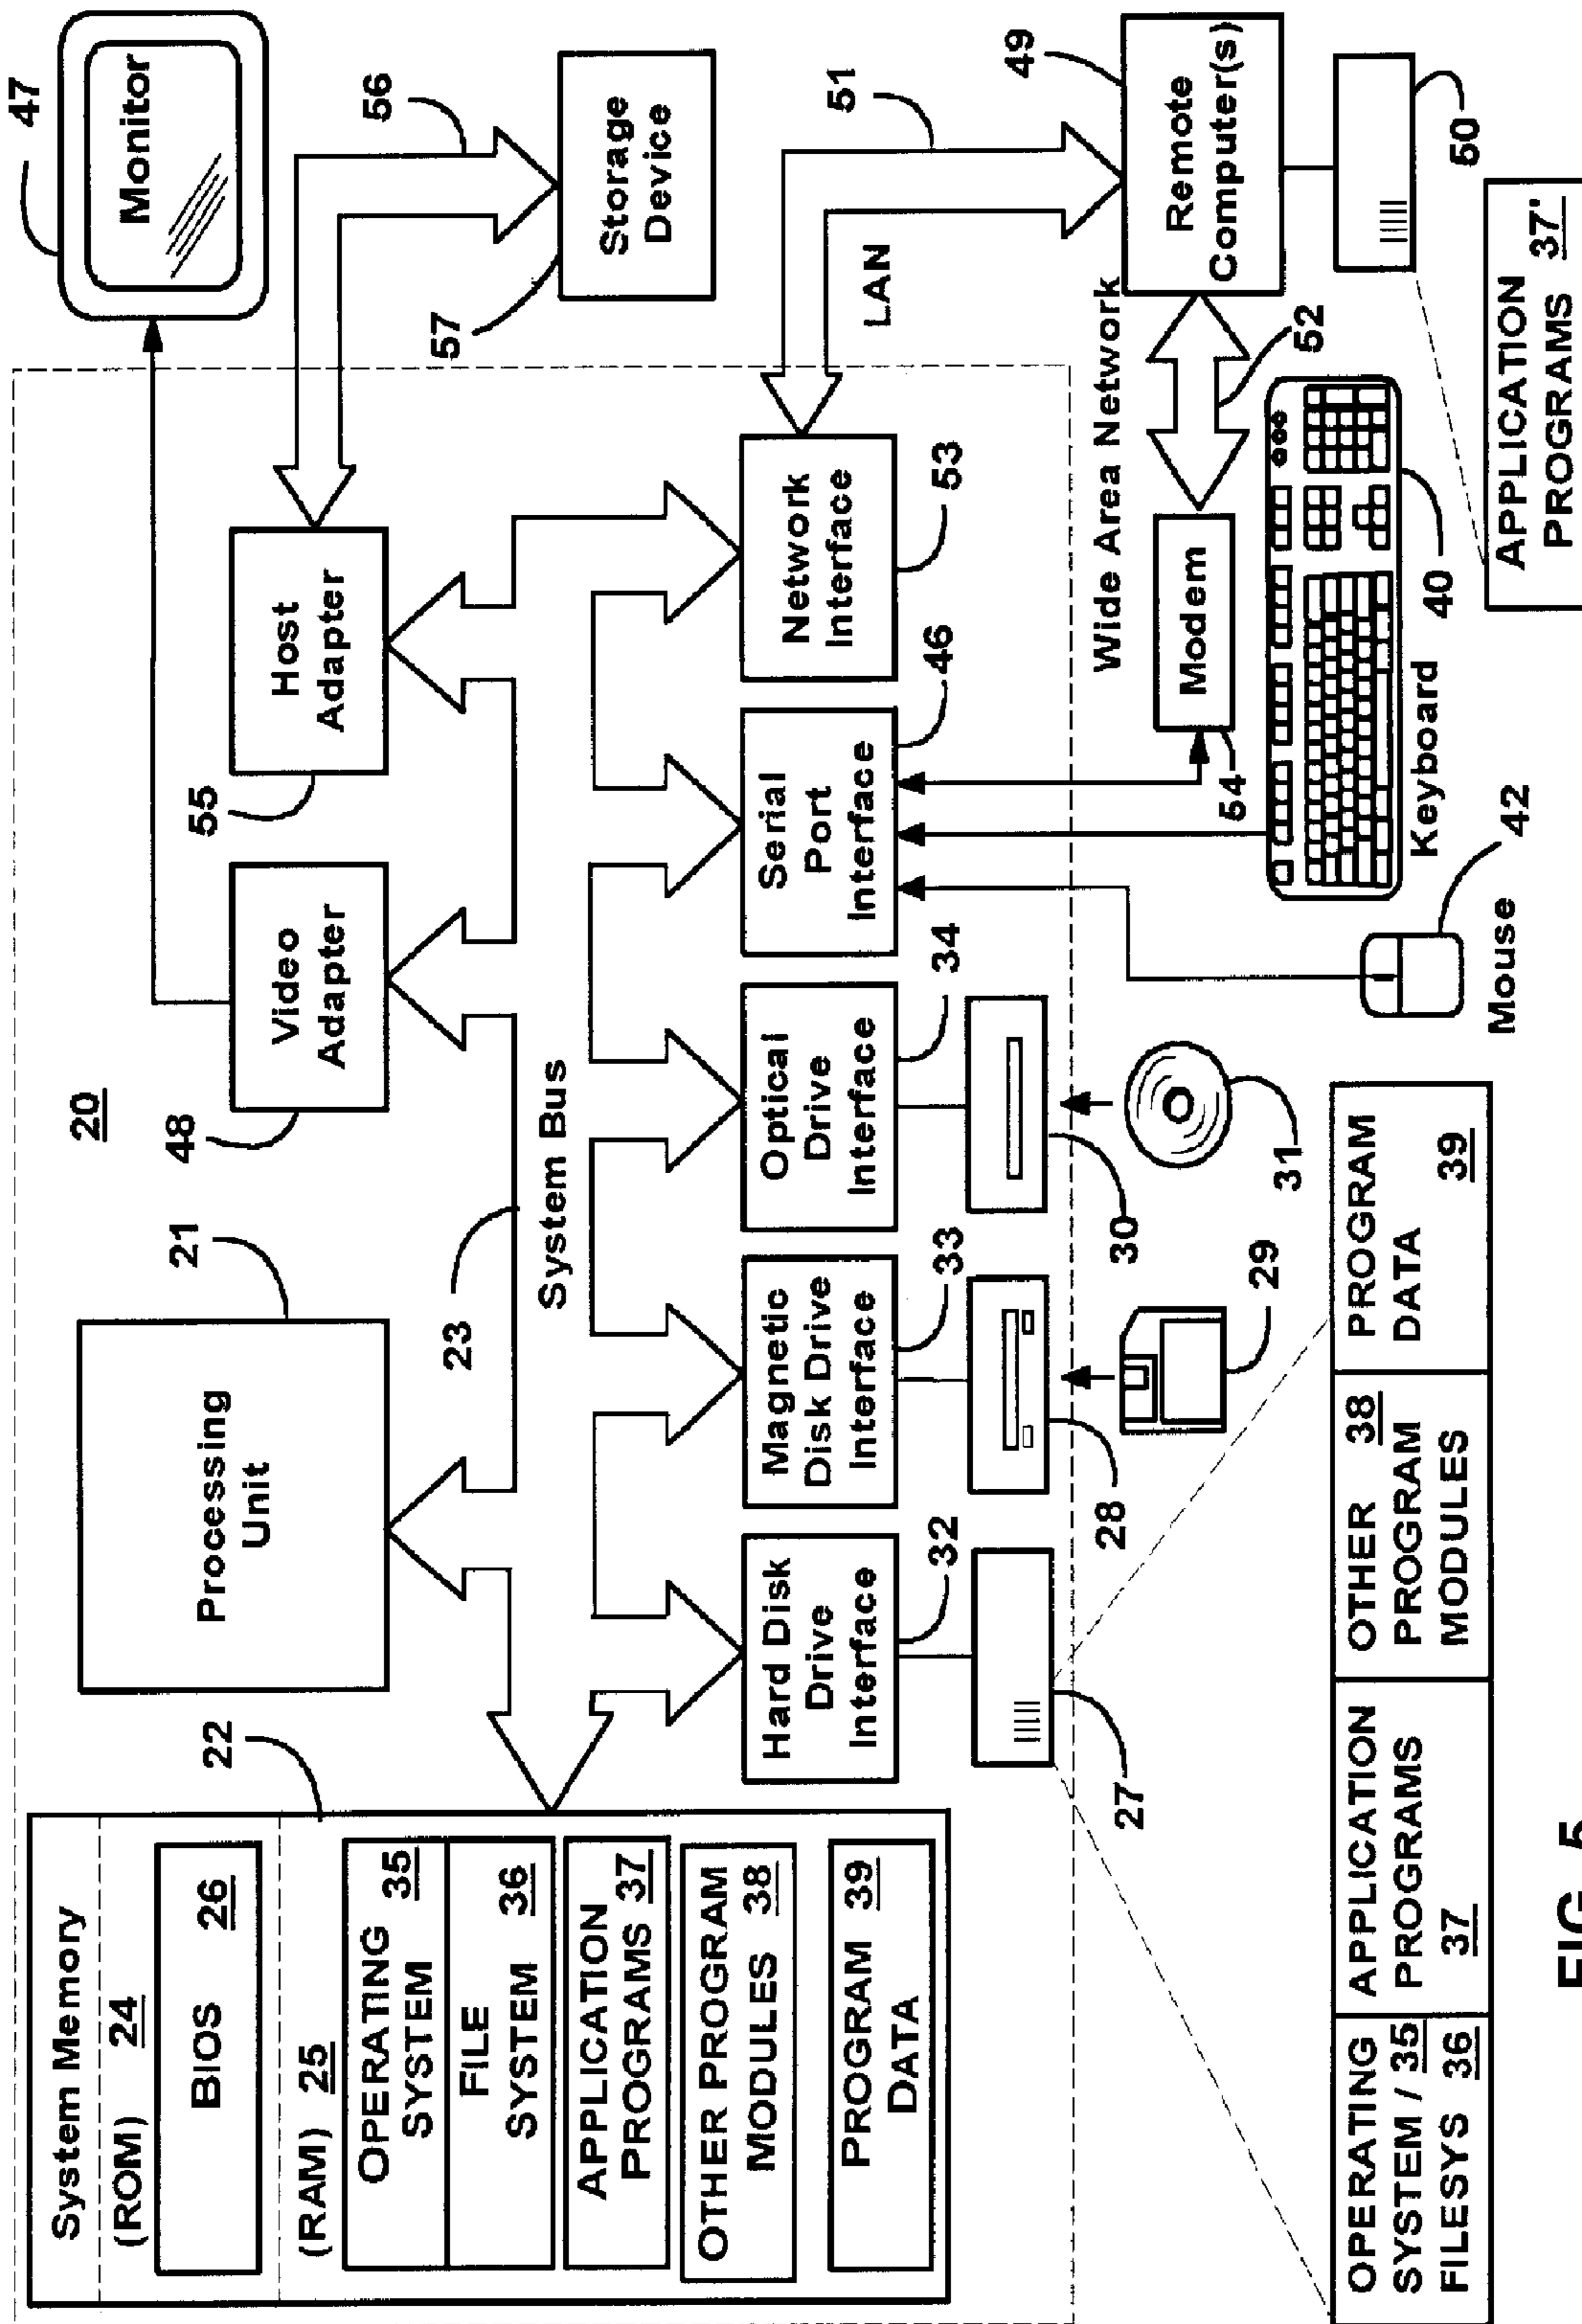 System Memory
(ROM) 24
BIOS 26
(RAM) 25
OPERATING
SYSTEM 35
FILE
SYSTEM 36
APPLICATION
PROGRAMS 37
OTHER PROGRAM
MODULES 38
PROGRAM 39
DATA
22
Processing
Unit
21
20
48
Video
Adapter
55
Host
Adapter
47
Monitor
56
57
Storage
Device
23
System Bus
Hard Disk
Drive
Interface
32
Magnetic
Disk Drive
Interface
33
Optical
Drive
Interface
34
Serial
Port
Interface
46
Network
Interface
53
LAN
51
27
28
29
30
31
Wide Area Network
Modem
54
52
49
Remote
Computer(s)
50
Keyboard
40
Mouse
42
OPERATING
SYSTEM / 35
FILESYS 36
APPLICATION
PROGRAMS
37
OTHER 38
PROGRAM
MODULES
PROGRAM
DATA 39
APPLICATION
PROGRAMS 37'
FIG. 5